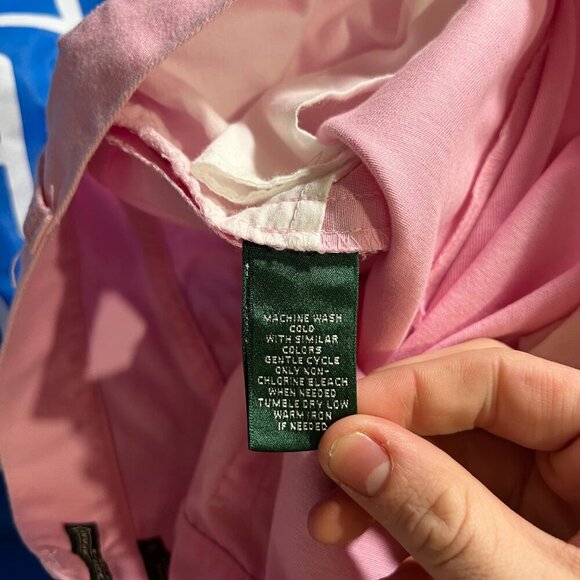 MACHINE WASH
COLD
WITH SIMILAR
COLORS
GENTLE CYCLE
ONLY NON-
CHLORINE BLEACH
WHEN NEEDED
TUMBLE DRY LOW
WARM IRON
IF NEEDED